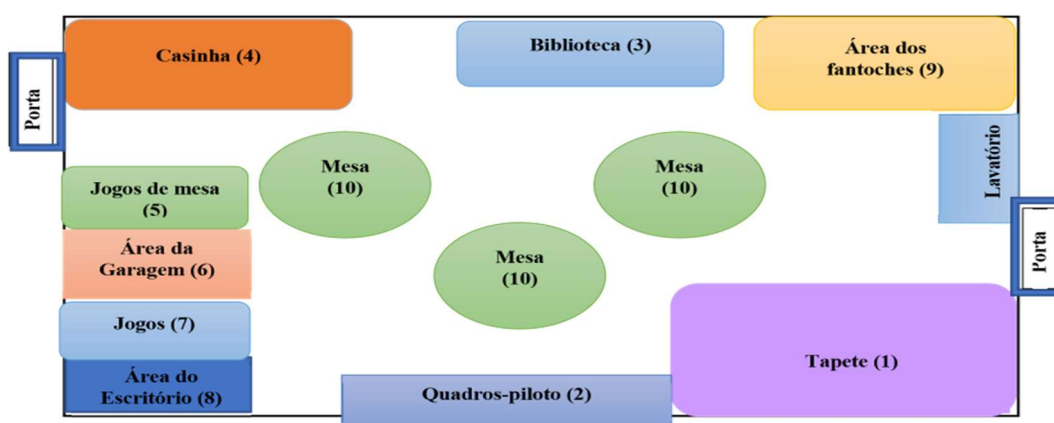 Casinha (4)
Biblioteca (3)
Área dos
fantoches (9)
Porta
Lavatório
Mesa
(10)
Mesa
(10)
Jogos de mesa
(5)
Área da
Garagem (6)
Mesa
(10)
Porta
Jogos (7)
Área do
Escritório (8)
Quadros-piloto (2)
Tapete (1)